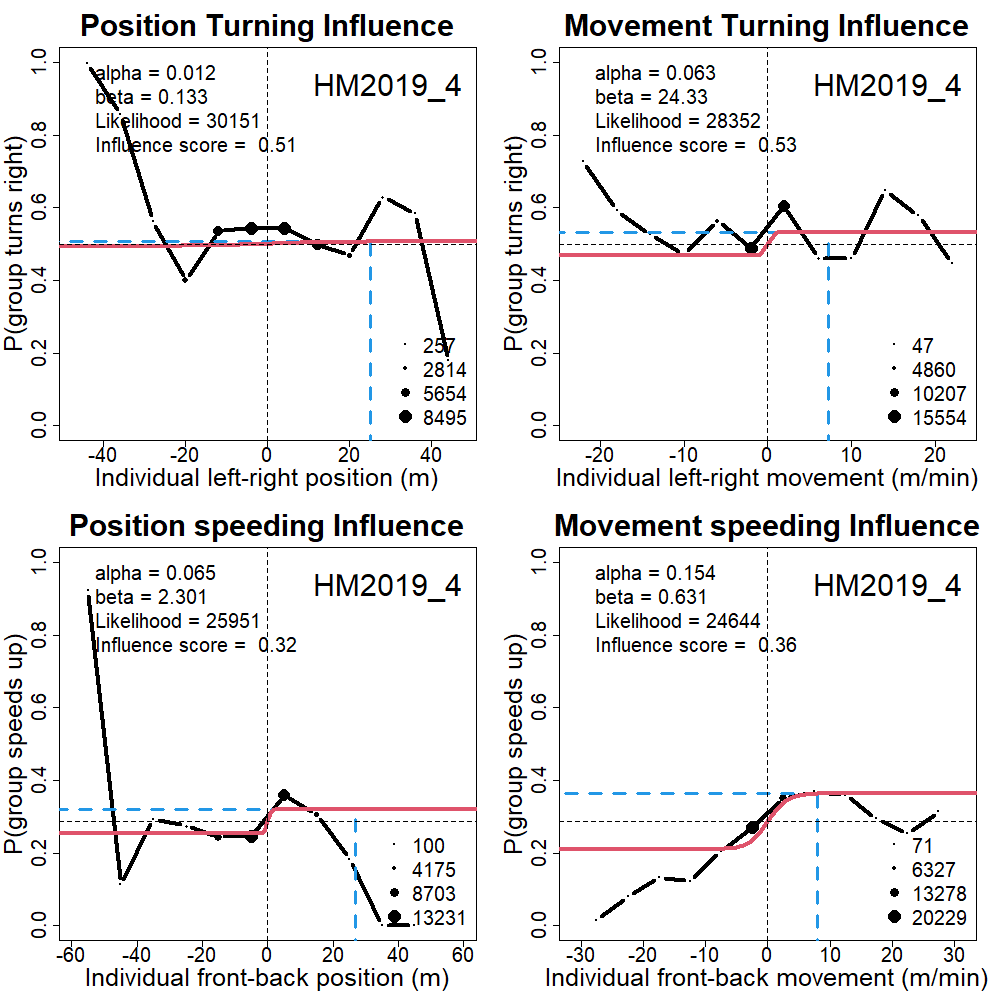 Position Turning Influence
P(group turns right)
1.0
0.8
0.6
0.4
0.2
0.0
alpha = 0.012
beta = 0.133
Likelihood = 30151
Influence score =  0.51
HM2019_4
257
2814
5654
8495
-40 -20 0 20 40
Individual left-right position (m)
Movement Turning Influence
P(group turns right)
1.0
0.8
0.6
0.4
0.2
0.0
alpha = 0.063
beta = 24.33
Likelihood = 28352
Influence score =  0.53
HM2019_4
47
4860
10207
15554
-20 -10 0 10 20
Individual left-right movement (m/min)
Position speeding Influence
P(group speeds up)
1.0
0.8
0.6
0.4
0.2
0.0
alpha = 0.065
beta = 2.301
Likelihood = 25951
Influence score =  0.32
HM2019_4
100
4175
8703
13231
-60 -40 -20 0 20 40 60
Individual front-back position (m)
Movement speeding Influence
P(group speeds up)
1.0
0.8
0.6
0.4
0.2
0.0
alpha = 0.154
beta = 0.631
Likelihood = 24644
Influence score =  0.36
HM2019_4
71
6327
13278
20229
-30 -20 -10 0 10 20 30
Individual front-back movement (m/min)